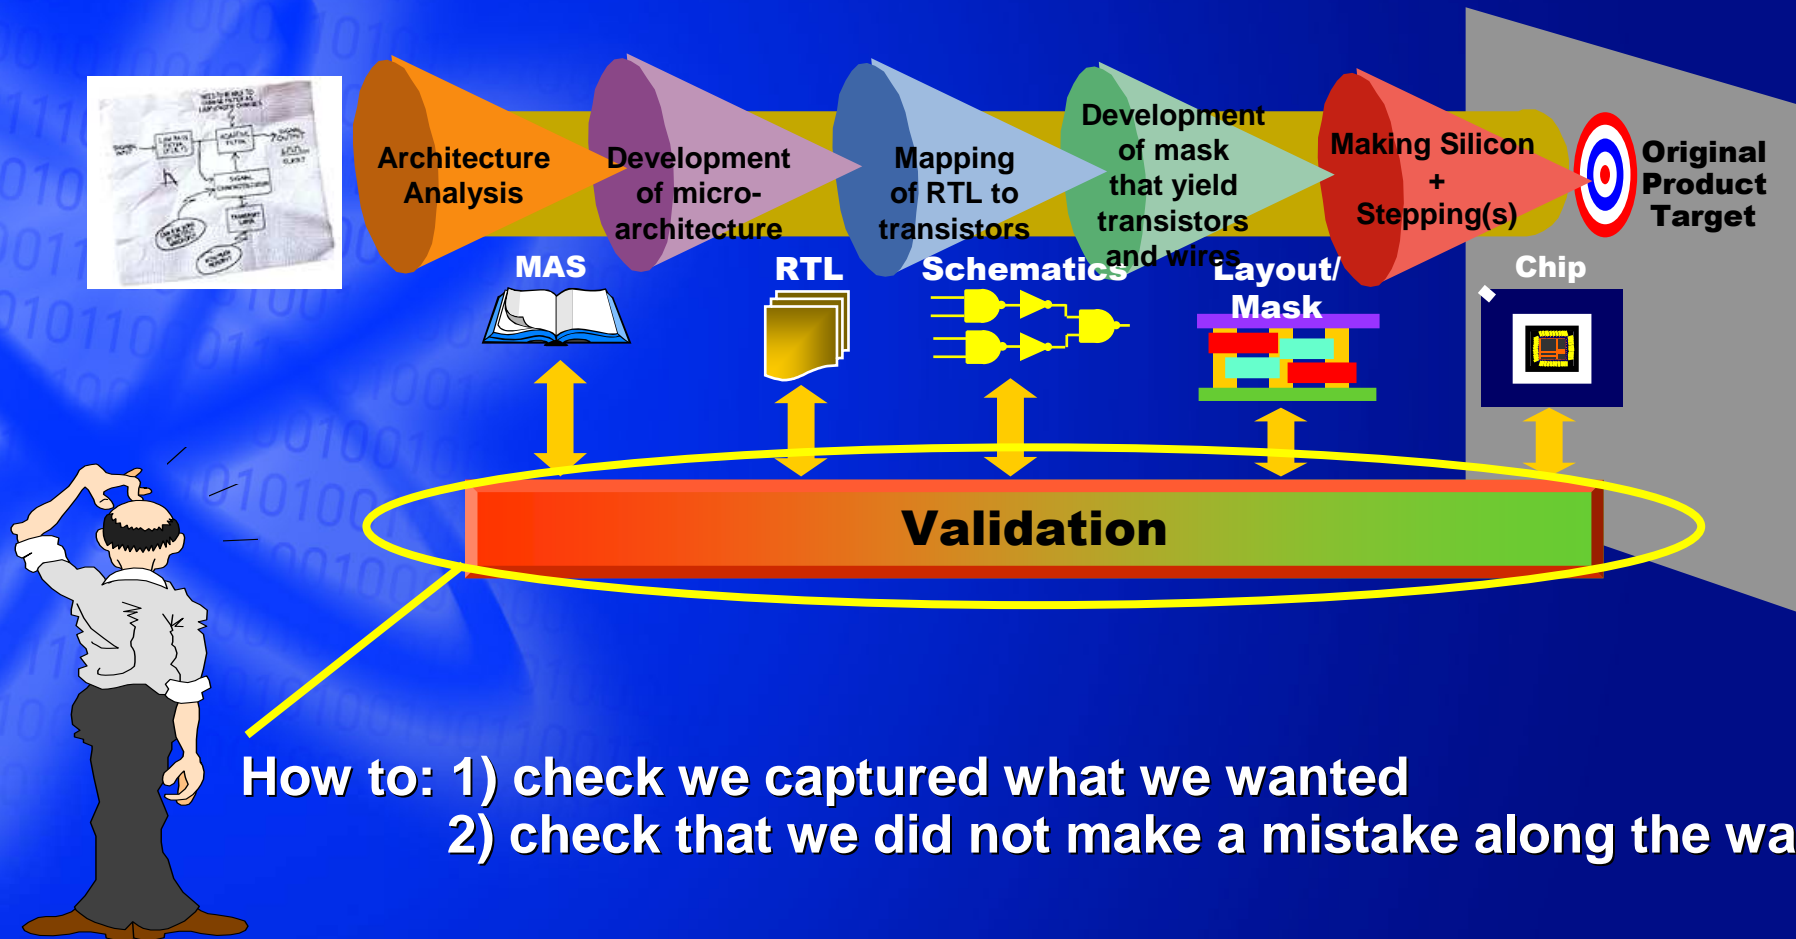 Architecture
Analysis
Development
of micro-
architecture
Mapping
of RTL to
transistors
Development
of mask
that yield
transistors
and wires
Making Silicon
+
Stepping(s)
Original
Product
Target
MAS
RTL
Schematics
Layout/
Mask
Chip
Validation
How to: 1) check we captured what we wanted
2) check that we did not make a mistake along the wa